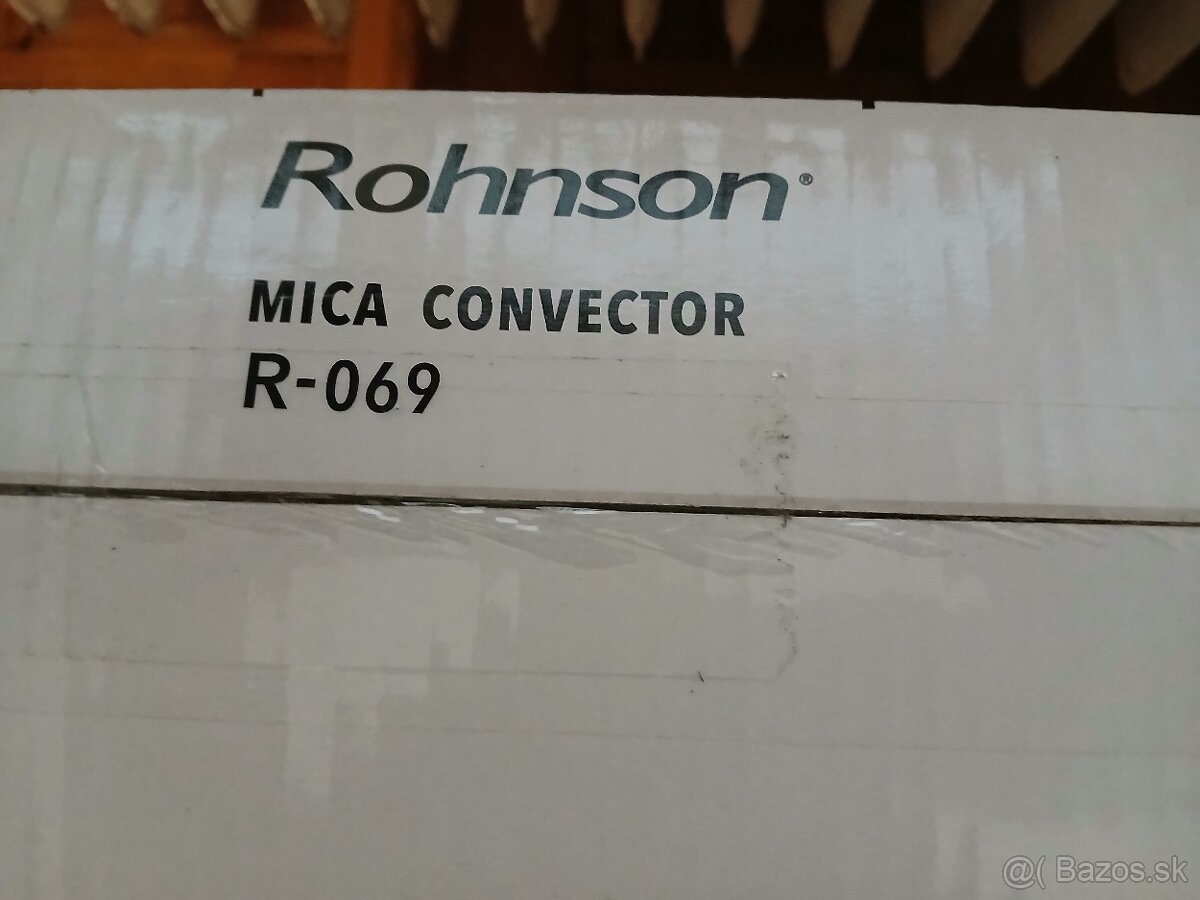 Rohnson®
MICA CONVECTOR
R-069
@( Bazos.sk